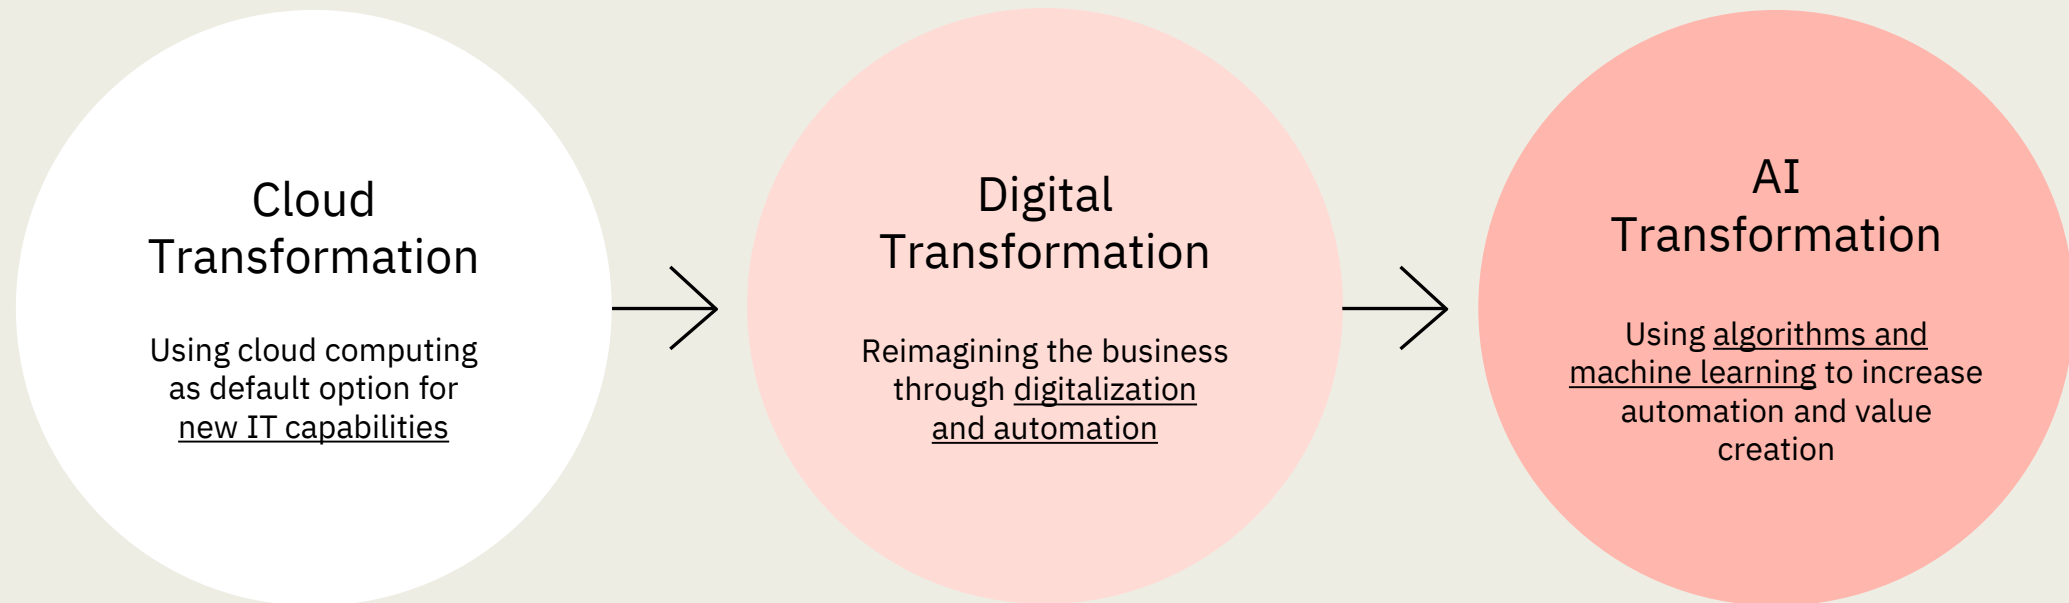 Cloud
Transformation
Using cloud computing
as default option for
new IT capabilities
Digital
Transformation
Reimagining the business
through digitalization
and automation
AI
Transformation
Using algorithms and
machine learning to increase
automation and value
creation